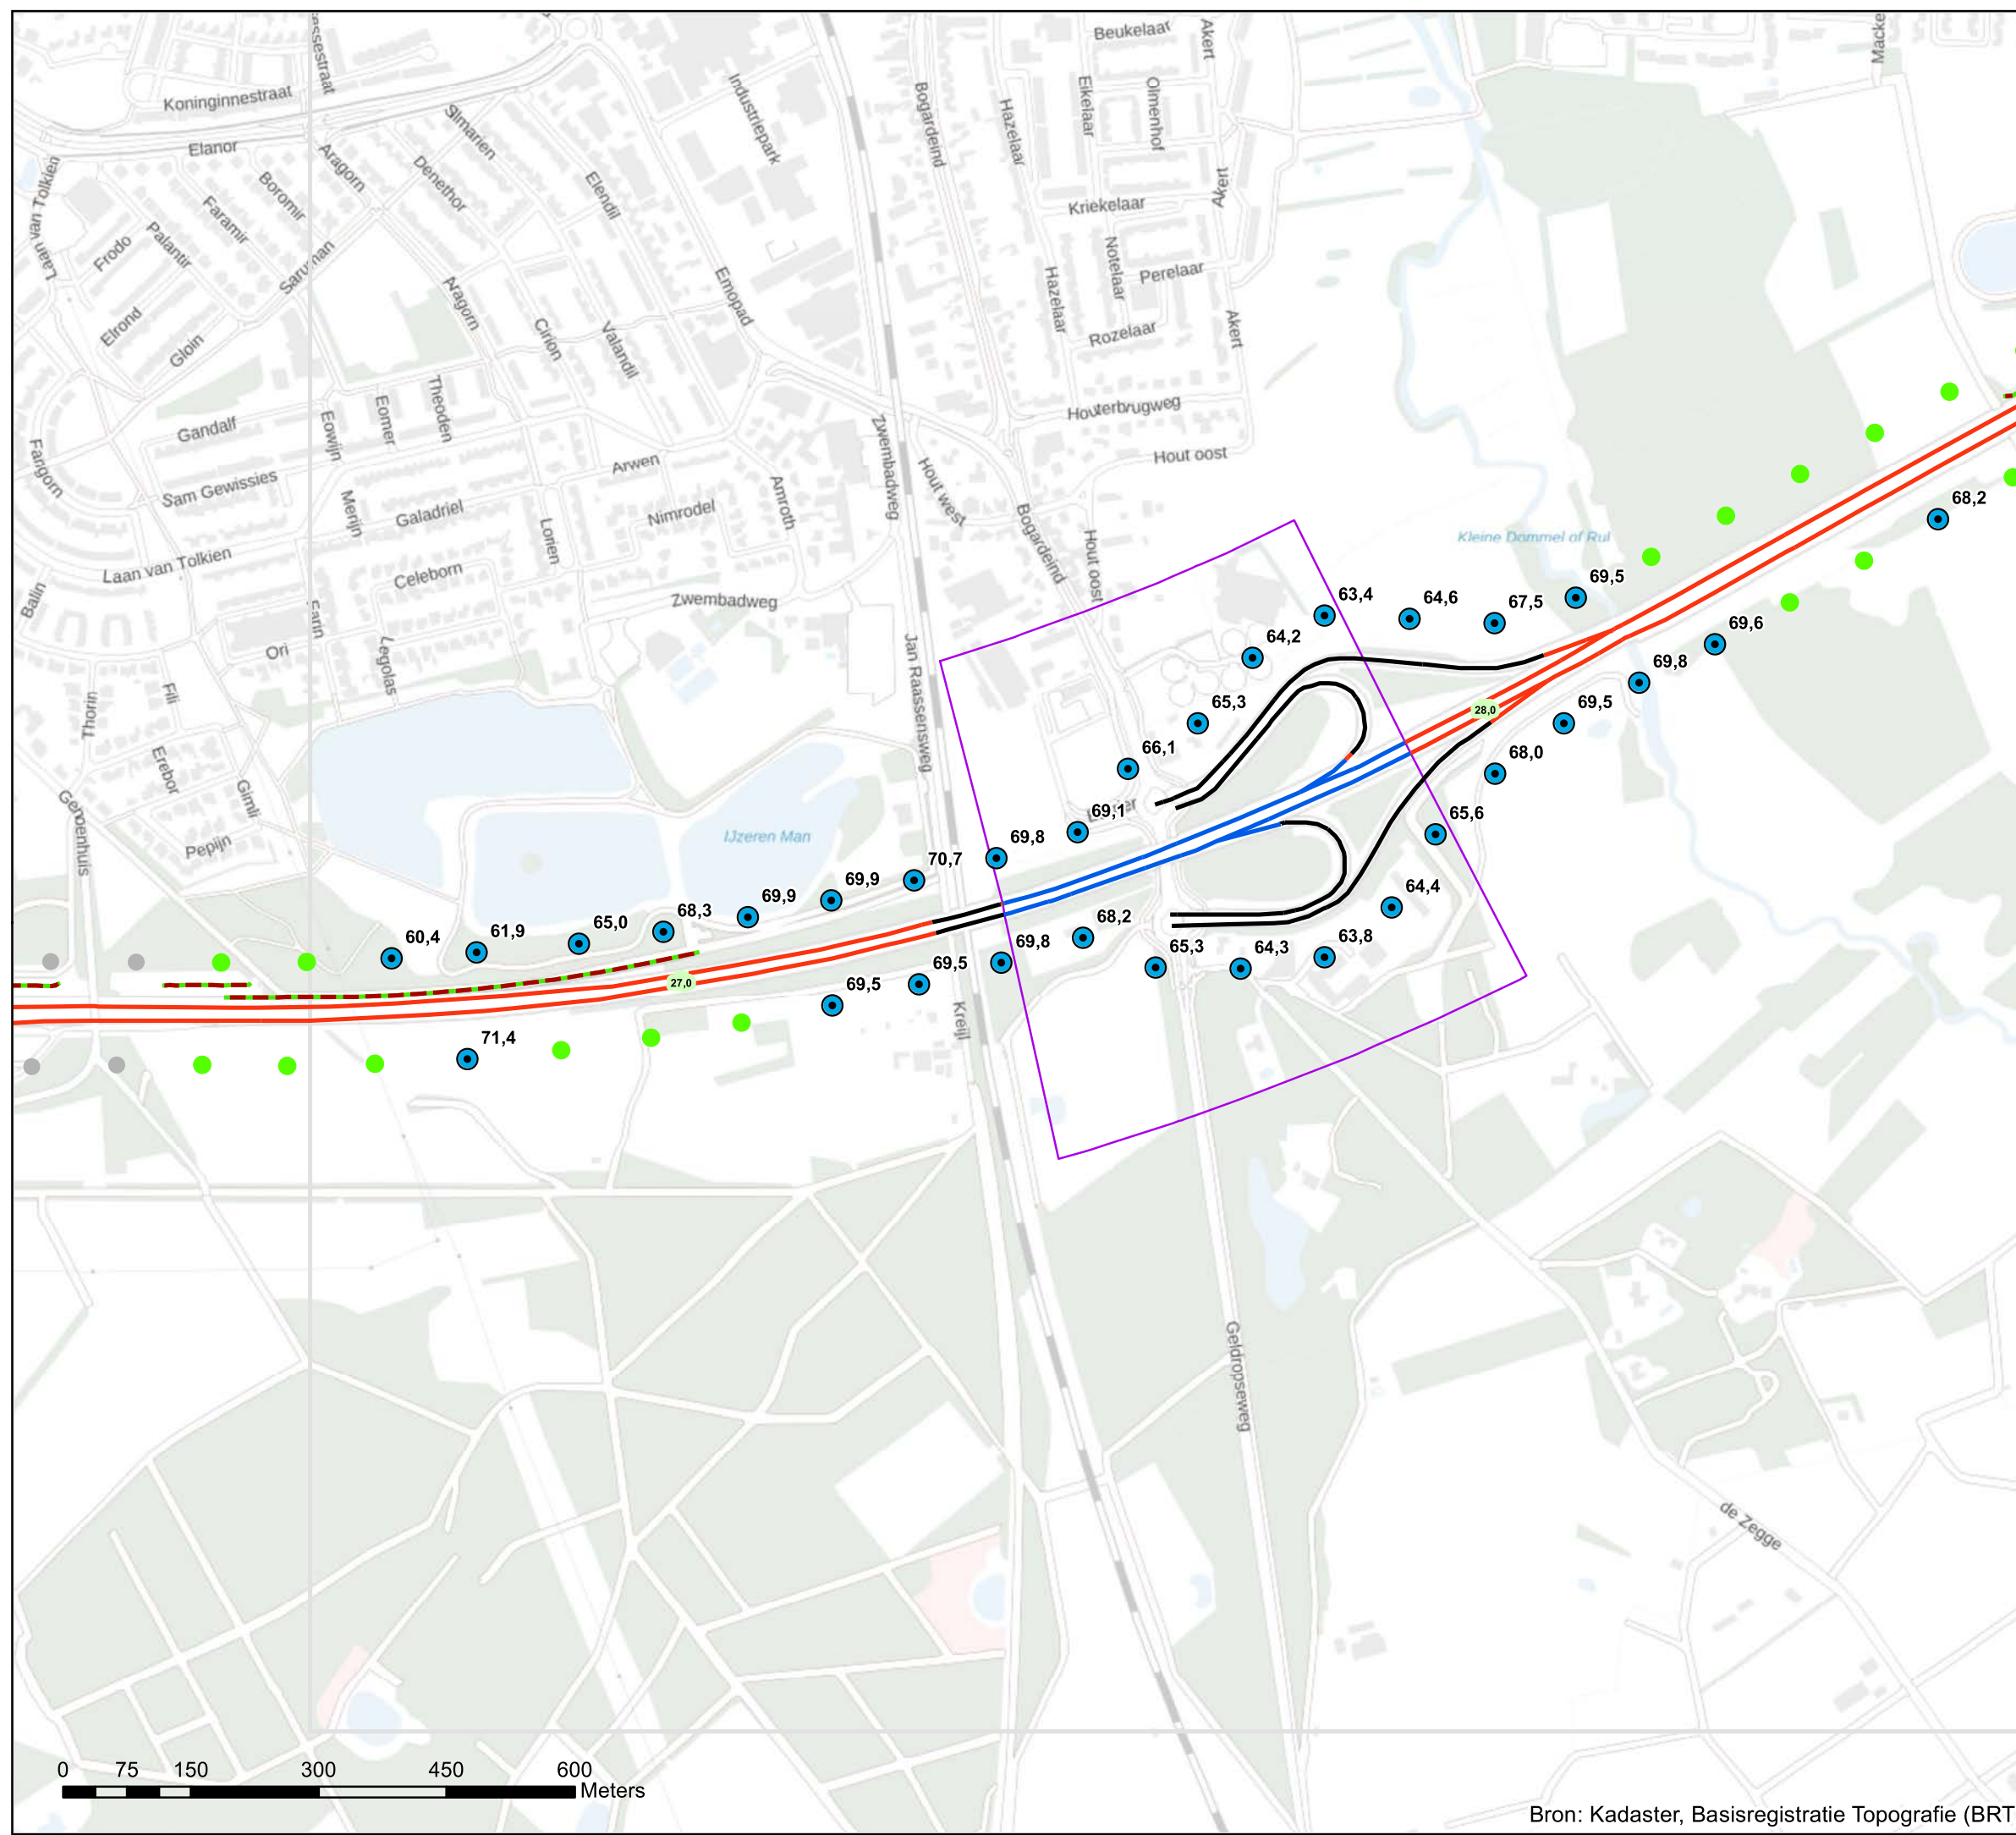 Beukelaar
Akert
Macke
Koninginnestraat
Elanor
Silmarien
Industriepark
Bogardeind
Hazelaar
Eikelaar
Olmenhof
Aragorn
Denethor
Elendil
Boromir
Faramir
Palantir
Frodo
Saruman
Laan van Tolkien
Akert
Kriekelaar
Notelaar
Perelaar
Hazelaar
Rozelaar
Akert
Emopad
Elrond
Gloin
Aragorn
Cirion
Valandil
Theoden
Eomer
Eowijn
Gandalf
Fangorn
Sam Gewissies
Merijn
Galadriel
Arwen
Nimrodel
Amroth
Zwembadweg
Hout west
Houterbrugweg
Hout oost
Bogardeind
Hout oost
Lorien
Laan van Tolkien
Celeborn
Balin
Farin
Zwembadweg
Ori
Legolas
Jan Raassensweg
Thorin
Fili
Erebor
Gimli
Genoenhuis
Pepijn
IJzeren Man
Kleine Dommel of Rul
68,2
69,5
67,5
64,6
63,4
64,2
69,6
69,8
65,3
28,0
69,5
66,1
68,0
69,1
65,6
69,8
70,7
69,9
69,9
68,3
65,0
61,9
60,4
64,4
68,2
65,3
64,3
63,8
69,8
69,5
69,5
27,0
71,4
Kreijl
Geldropseweg
de Zegge
0 75 150 300 450 600
Meters
Bron: Kadaster, Basisregistratie Topografie (BRT